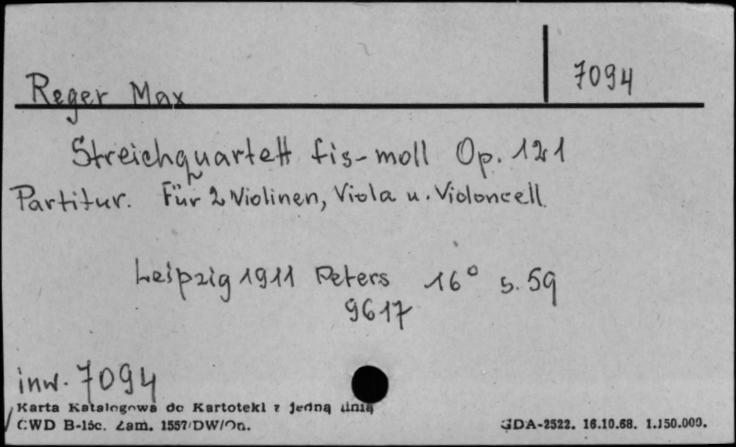 7094
Reger Max
Streichquartett fis-moll Op. 121
Partitur. Für 2 Violinen, Viola u. Violoncell.
Leipzig 1911 Peters 16° s. 59
9617
inw. 7094
Karta Katalogowa do Kartoteki z jedną linią
CWD B-15c. Zam. 1557/DW/On. GDA-2522. 16.10.68. 1.150.000.